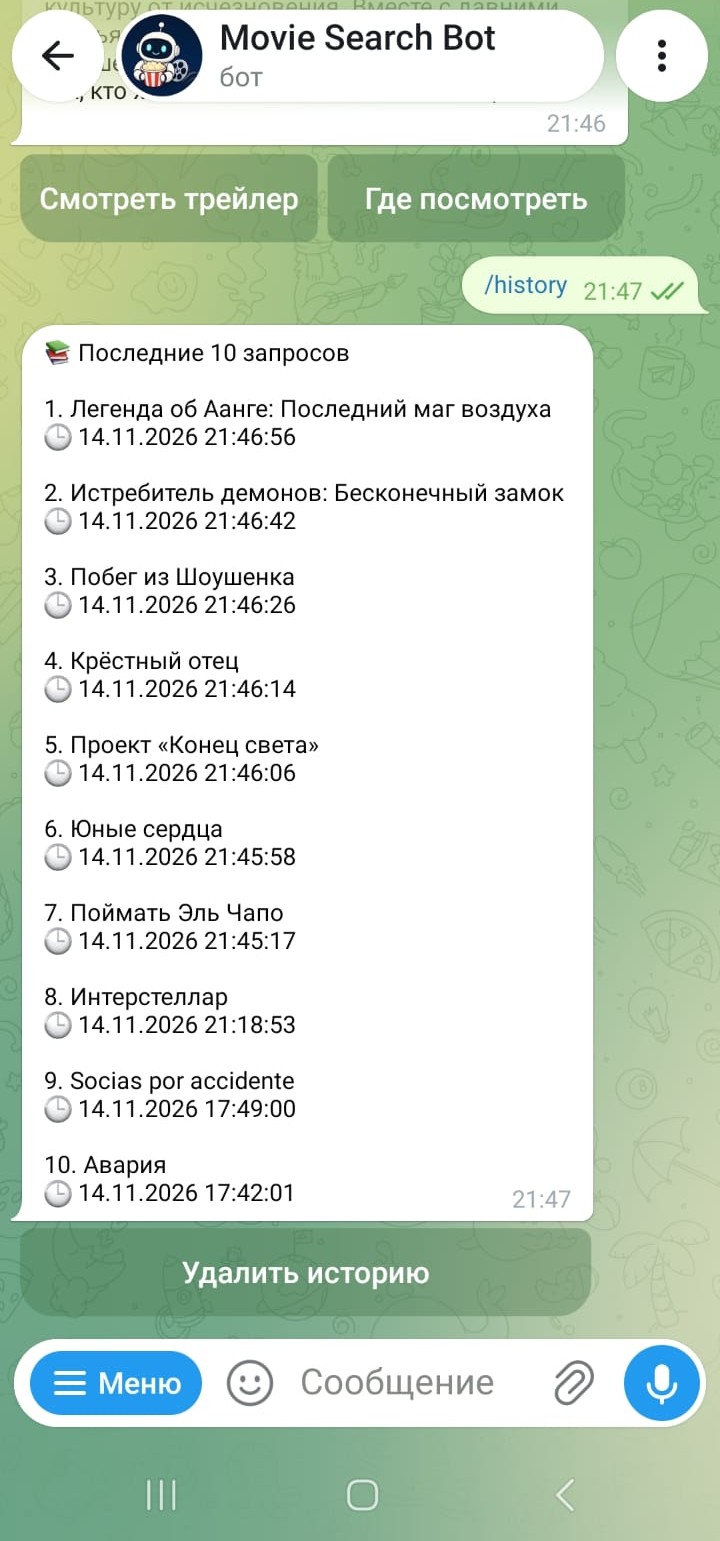 Movie Search Bot
бот
, кто
21:46
Смотреть трейлер
Где посмотреть
/history 21:47
📚 Последние 10 запросов
1. Легенда об Аанге: Последний маг воздуха
🕒 14.11.2026 21:46:56
2. Истребитель демонов: Бесконечный замок
🕒 14.11.2026 21:46:42
3. Побег из Шоушенка
🕒 14.11.2026 21:46:26
4. Крёстный отец
🕒 14.11.2026 21:46:14
5. Проект «Конец света»
🕒 14.11.2026 21:46:06
6. Юные сердца
🕒 14.11.2026 21:45:58
7. Поймать Эль Чапо
🕒 14.11.2026 21:45:17
8. Интерстеллар
🕒 14.11.2026 21:18:53
9. Socias por accidente
🕒 14.11.2026 17:49:00
10. Авария
🕒 14.11.2026 17:42:01
21:47
Удалить историю
Меню
Сообщение